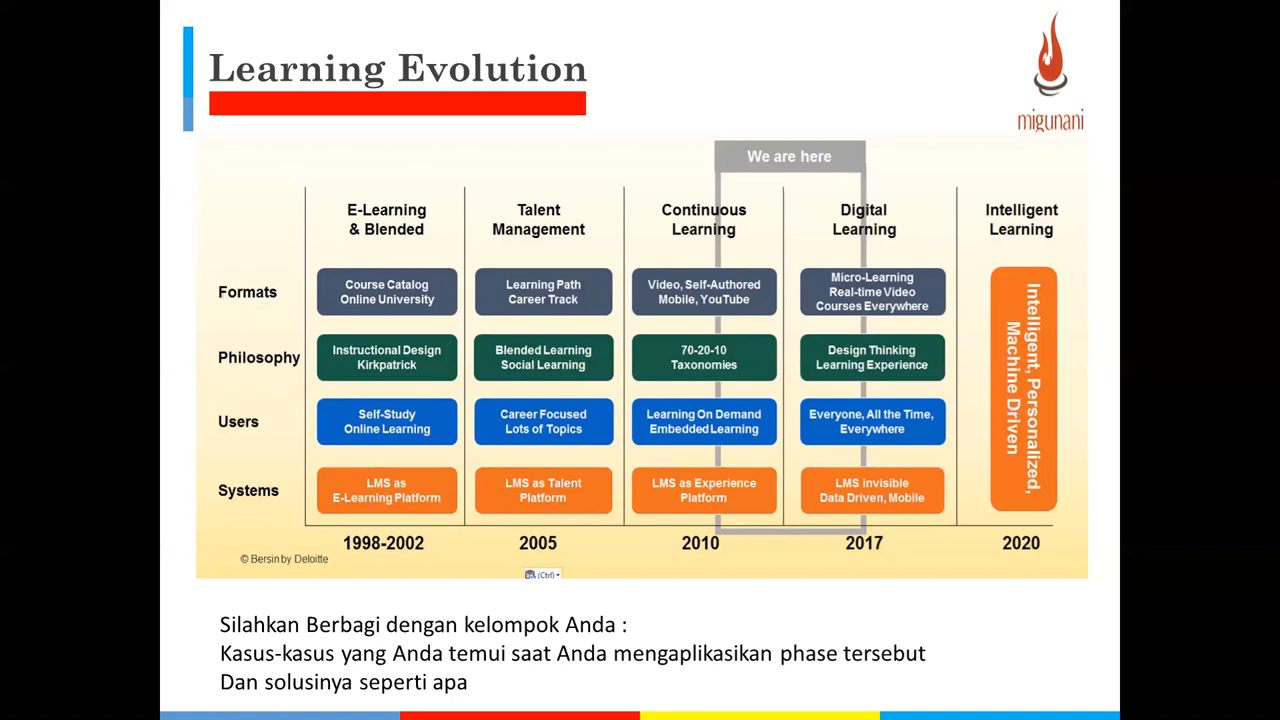 Learning Evolution
migunani
We are here
E-Learning
& Blended
Talent
Management
Continuous
Learning
Digital
Learning
Intelligent
Learning
Formats
Course Catalog
Online University
Learning Path
Career Track
Video, Self-Authored
Mobile, YouTube
Micro-Learning
Real-time Video
Courses Everywhere
Philosophy
Instructional Design
Kirkpatrick
Blended Learning
Social Learning
70-20-10
Taxonomies
Design Thinking
Learning Experience
Users
Self-Study
Online Learning
Career Focused
Lots of Topics
Learning On Demand
Embedded Learning
Everyone, All the Time,
Everywhere
Systems
LMS as
E-Learning Platform
LMS as Talent
Platform
LMS as Experience
Platform
LMS invisible
Data Driven, Mobile
Intelligent, Personalized,
Machine Driven
1998-2002
2005
2010
2017
2020
© Bersin by Deloitte
(Ctrl)
Silahkan Berbagi dengan kelompok Anda :
Kasus-kasus yang Anda temui saat Anda mengaplikasikan phase tersebut
Dan solusinya seperti apa